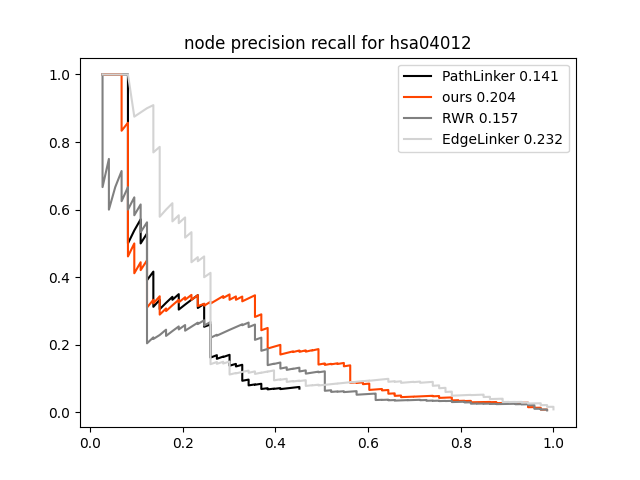 node precision recall for hsa04012
PathLinker 0.141
ours 0.204
RWR 0.157
EdgeLinker 0.232
1.0
0.8
0.6
0.4
0.2
0.0
0.0 0.2 0.4 0.6 0.8 1.0